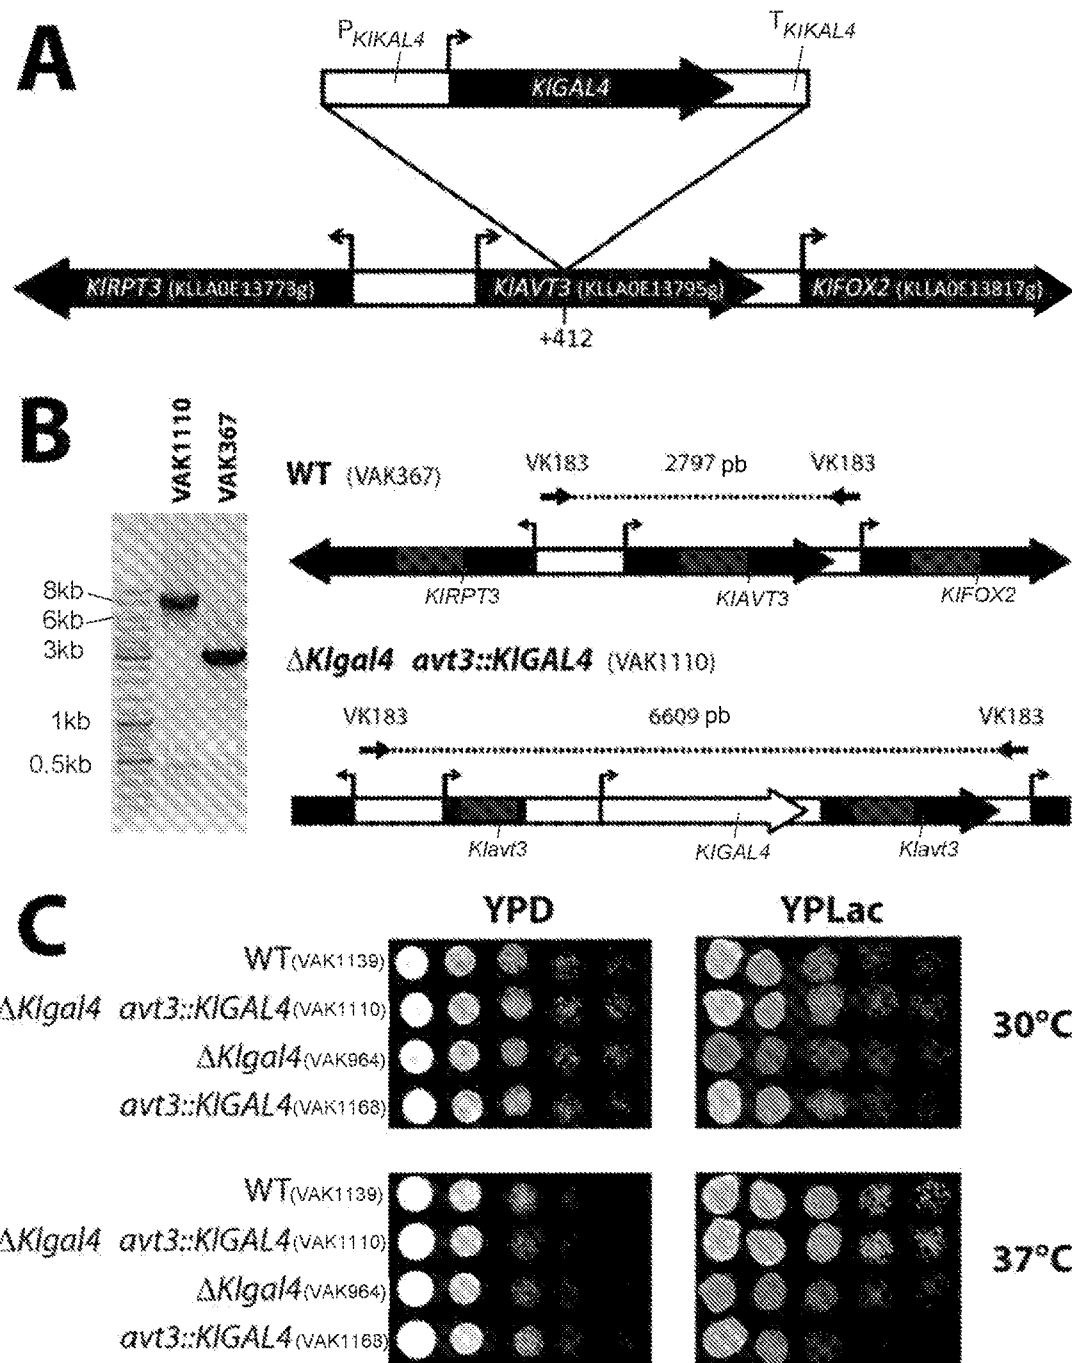 A
PKlKAL4
TKlKAL4
KlGAL4
KlRPT3 (KLLA0E13773g)
KlAVT3 (KLLA0E13795g)
KlFOX2 (KLLA0E13817g)
+412
B
VAK1110
VAK367
8kb
6kb
3kb
1kb
0.5kb
WT (VAK367)
VK183
2797 pb
VK183
KlRPT3
KlAVT3
KlFOX2
ΔKlgal4 avt3::KlGAL4 (VAK1110)
VK183
6609 pb
VK183
Klavt3
KlGAL4
Klavt3
C
YPD
YPLac
WT(VAK1139)
ΔKlgal4 avt3::KlGAL4(VAK1110)
ΔKlgal4(VAK964)
avt3::KlGAL4(VAK1168)
30°C
WT(VAK1139)
ΔKlgal4 avt3::KlGAL4(VAK1110)
ΔKlgal4(VAK964)
avt3::KlGAL4(VAK1168)
37°C